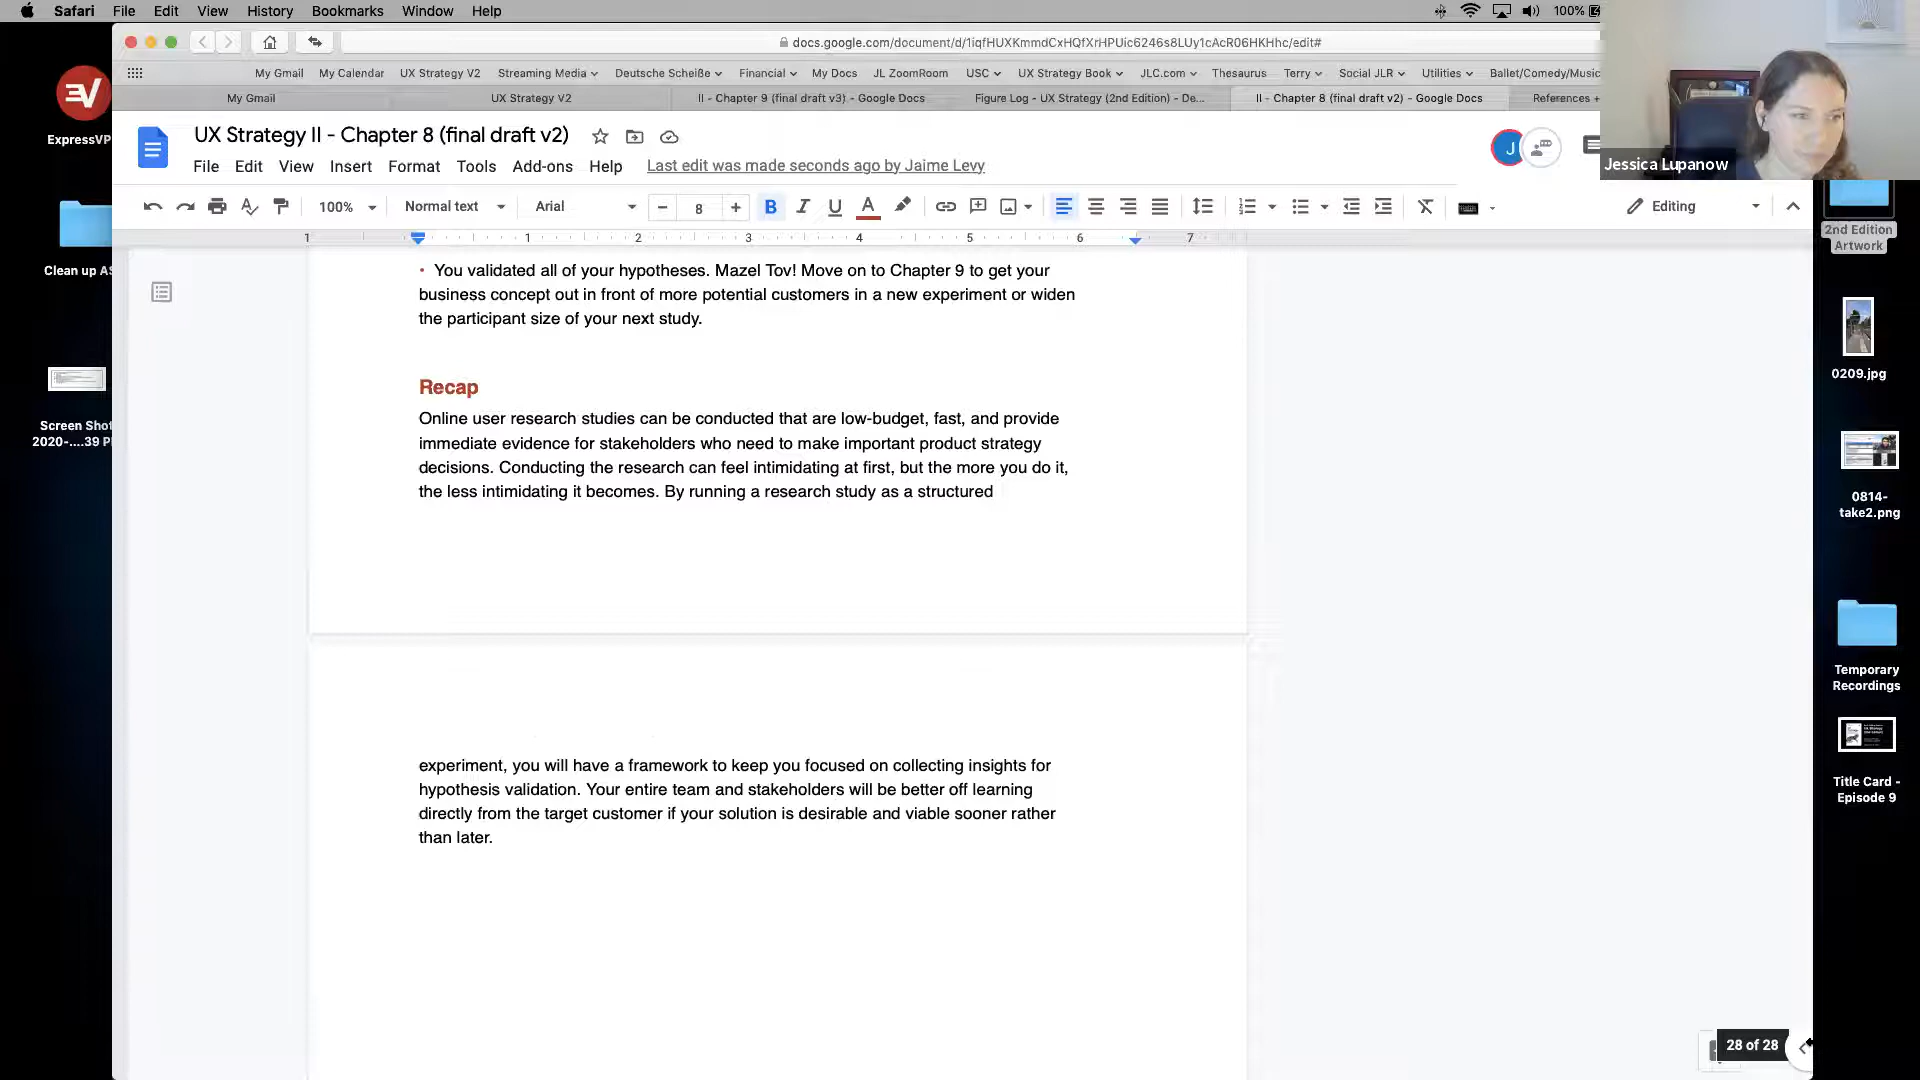 Safari File Edit View History Bookmarks Window Help 100%
docs.google.com/document/d/1iqfHUXKmmdCxHQfXrHPUic6246s8LUy1cAcR06HKHhc/edit#
My Gmail My Calendar UX Strategy V2 Streaming Media Deutsche Scheiße Financial My Docs JL ZoomRoom USC UX Strategy Book JLC.com Thesaurus Terry Social JLR Utilities Ballet/Comedy/Music
My Gmail UX Strategy V2 II - Chapter 9 (final draft v3) - Google Docs Figure Log - UX Strategy (2nd Edition) - De... II - Chapter 8 (final draft v2) - Google Docs References +
UX Strategy II - Chapter 8 (final draft v2)
File Edit View Insert Format Tools Add-ons Help Last edit was made seconds ago by Jaime Levy
J
Jessica Lupanow
100% Normal text Arial 8 B I U A Editing
1 1 2 3 4 5 6 7
• You validated all of your hypotheses. Mazel Tov! Move on to Chapter 9 to get your
business concept out in front of more potential customers in a new experiment or widen
the participant size of your next study.
Recap
Online user research studies can be conducted that are low-budget, fast, and provide
immediate evidence for stakeholders who need to make important product strategy
decisions. Conducting the research can feel intimidating at first, but the more you do it,
the less intimidating it becomes. By running a research study as a structured
experiment, you will have a framework to keep you focused on collecting insights for
hypothesis validation. Your entire team and stakeholders will be better off learning
directly from the target customer if your solution is desirable and viable sooner rather
than later.
28 of 28
ExpressVP
Clean up AS
Screen Shot
2020-....39 P
2nd Edition
Artwork
0209.jpg
0814-
take2.png
Temporary
Recordings
Title Card -
Episode 9